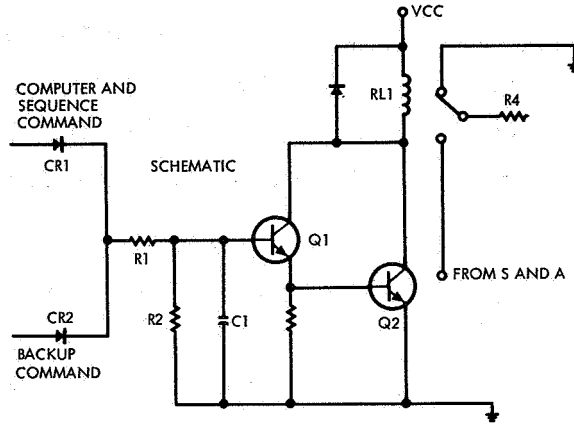 VCC
COMPUTER AND
SEQUENCE
COMMAND
RL1
R4
CR1
SCHEMATIC
Q1
R1
FROM S AND A
R2
C1
CR2
Q2
BACKUP
COMMAND